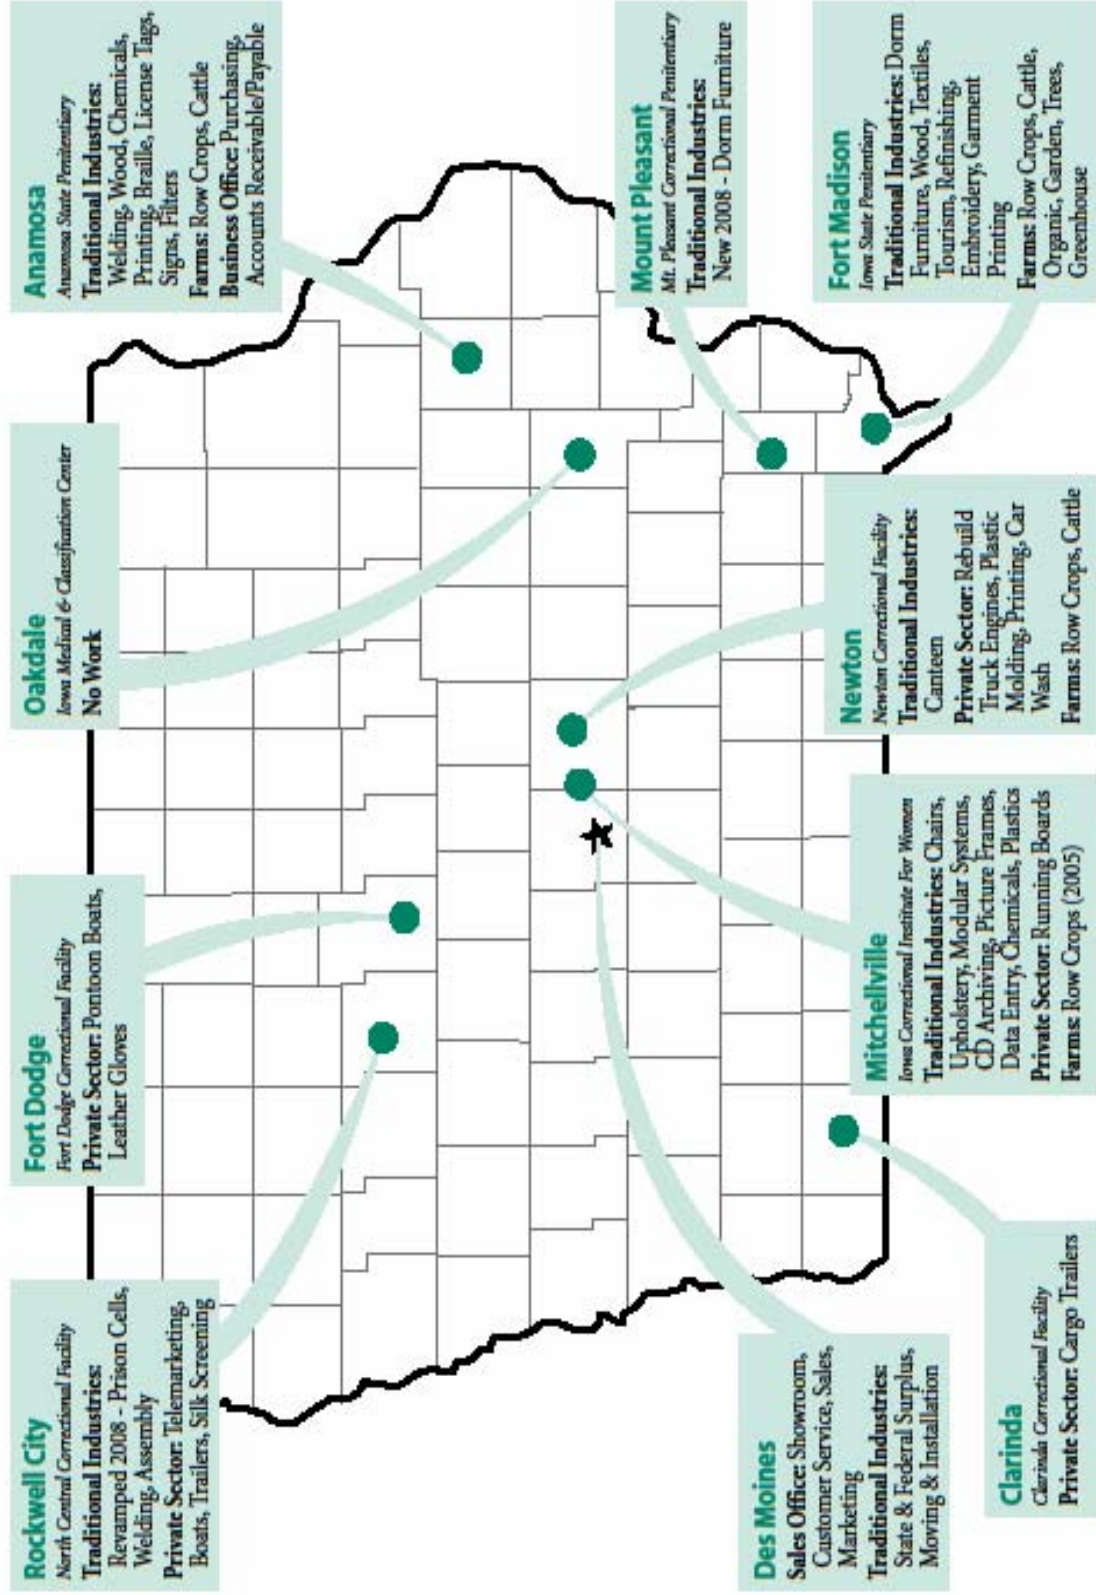 Rockwell City
North Central Correctional Facility
Traditional Industries:
Revamped 2008 - Prison Cells,
Welding, Assembly
Private Sector: Telemarketing,
Boats, Trailers, Silk Screening
Fort Dodge
Fort Dodge Correctional Facility
Private Sector: Pontoon Boats,
Leather Gloves
Oakdale
Iowa Medical & Classification Center
No Work
Anamosa
Anamosa State Penitentiary
Traditional Industries:
Welding, Wood, Chemicals,
Printing, Braille, License Tags,
Signs, Filters
Farms: Row Crops, Cattle
Business Office: Purchasing,
Accounts Receivable/Payable
Mount Pleasant
Mt. Pleasant Correctional Penitentiary
Traditional Industries:
New 2008 - Dorm Furniture
Fort Madison
Iowa State Penitentiary
Traditional Industries: Dorm
Furniture, Wood, Textiles,
Tourism, Refinishing,
Embroidery, Garment
Printing
Farms: Row Crops, Cattle,
Organic, Garden, Trees,
Greenhouse
Newton
Newton Correctional Facility
Traditional Industries:
Canteen
Private Sector: Rebuild
Truck Engines, Plastic
Molding, Printing, Car
Wash
Farms: Row Crops, Cattle
Mitchellville
Iowa Correctional Institute For Women
Traditional Industries: Chairs,
Upholstery, Modular Systems,
CD Archiving, Picture Frames,
Data Entry, Chemicals, Plastics
Private Sector: Running Boards
Farms: Row Crops (2005)
Des Moines
Sales Office: Showroom,
Customer Service, Sales,
Marketing
Traditional Industries:
State & Federal Surplus,
Moving & Installation
Clarinda
Clarinda Correctional Facility
Private Sector: Cargo Trailers